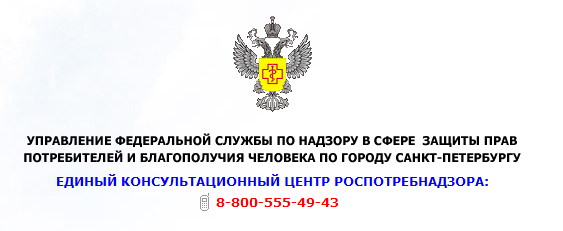 УПРАВЛЕНИЕ ФЕДЕРАЛЬНОЙ СЛУЖБЫ ПО НАДЗОРУ В СФЕРЕ ЗАЩИТЫ ПРАВ
ПОТРЕБИТЕЛЕЙ И БЛАГОПОЛУЧИЯ ЧЕЛОВЕКА ПО ГОРОДУ САНКТ-ПЕТЕРБУРГУ
ЕДИНЫЙ КОНСУЛЬТАЦИОННЫЙ ЦЕНТР РОСПОТРЕБНАДЗОРА:
8-800-555-49-43